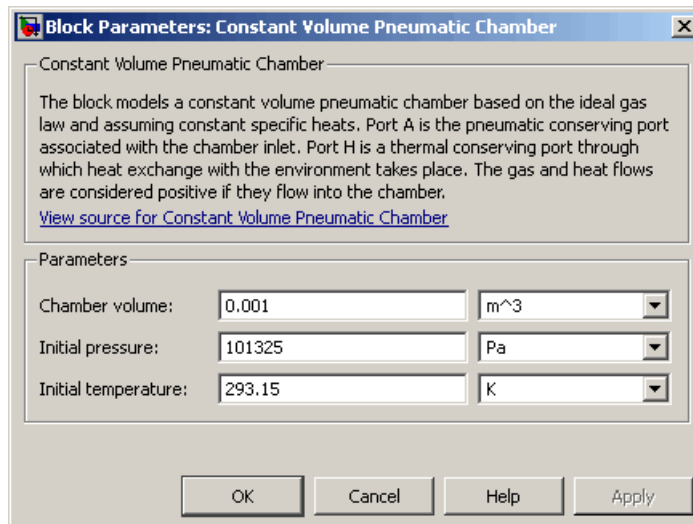 Block Parameters: Constant Volume Pneumatic Chamber
Constant Volume Pneumatic Chamber
The block models a constant volume pneumatic chamber based on the ideal gas
law and assuming constant specific heats. Port A is the pneumatic conserving port
associated with the chamber inlet. Port H is a thermal conserving port through
which heat exchange with the environment takes place. The gas and heat flows
are considered positive if they flow into the chamber.
View source for Constant Volume Pneumatic Chamber
Parameters
Chamber volume: 0.001 m^3
Initial pressure: 101325 Pa
Initial temperature: 293.15 K
OK Cancel Help Apply